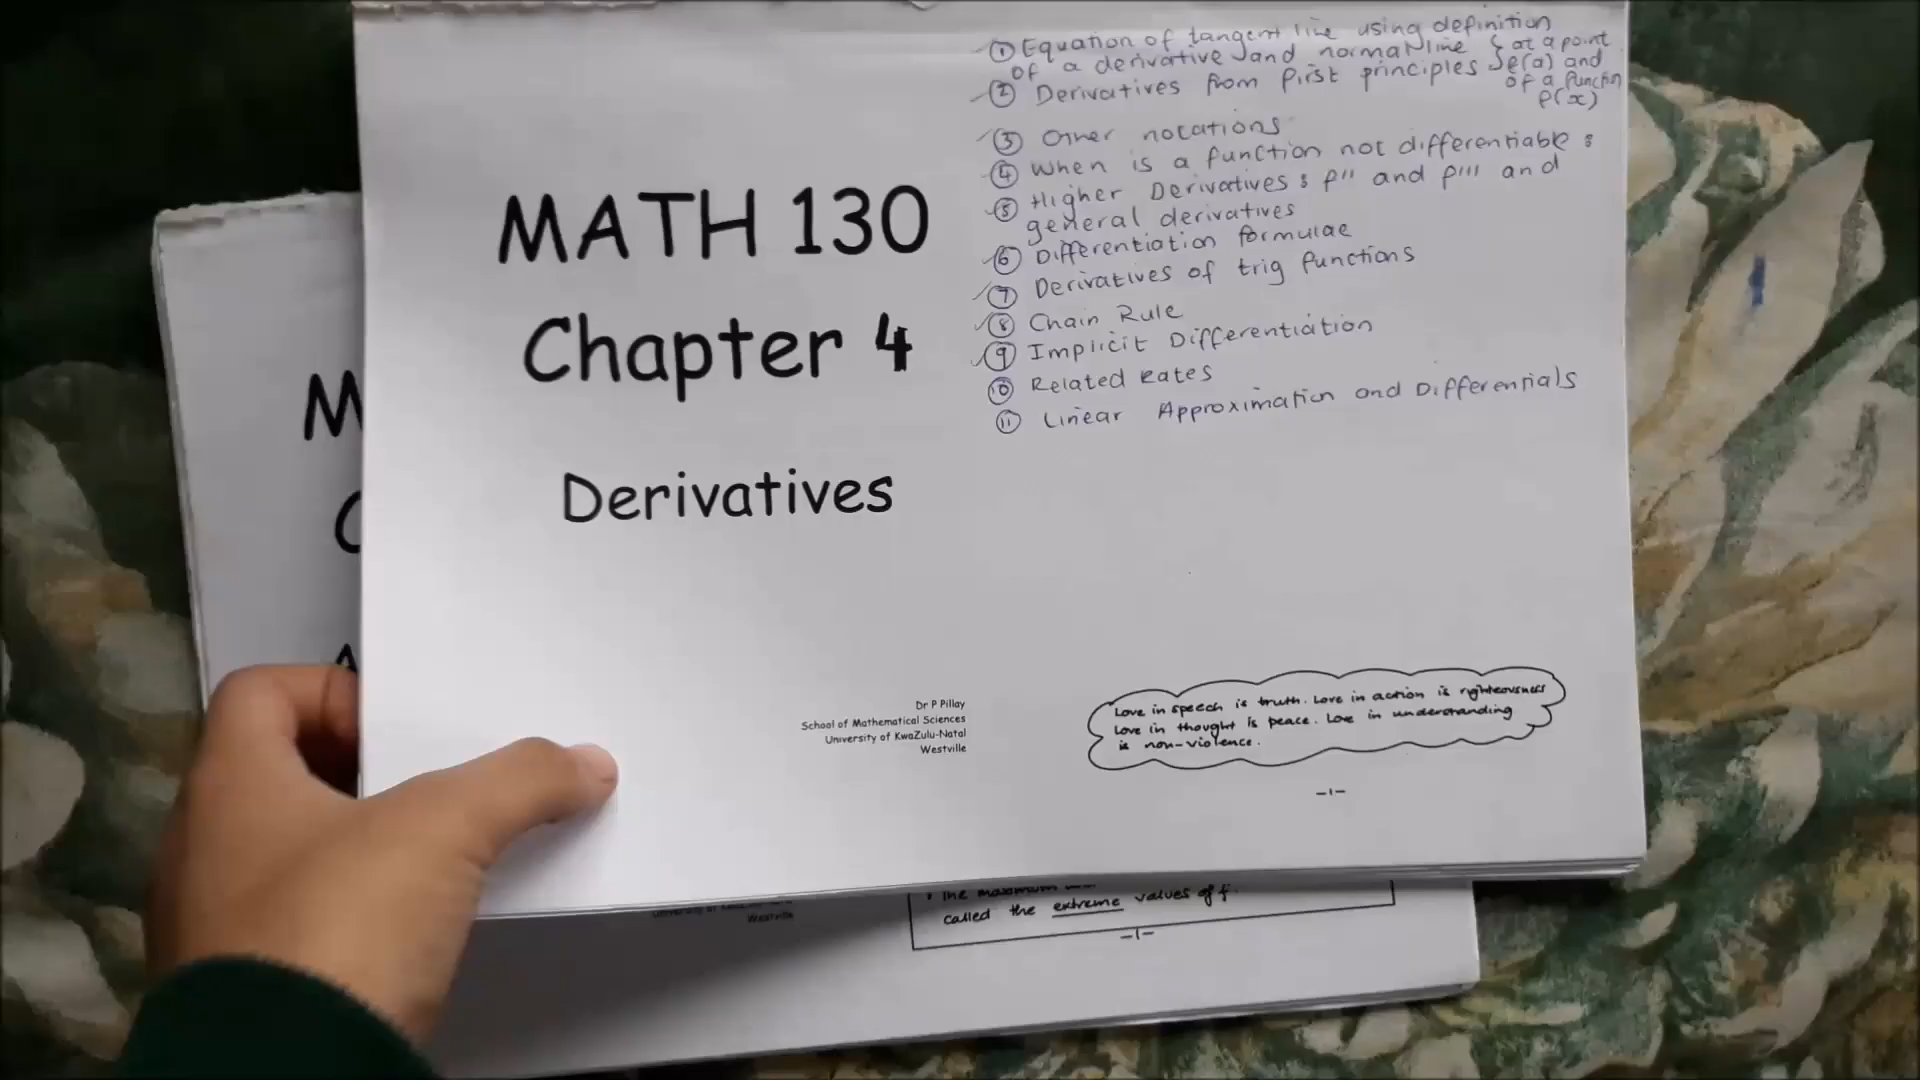 MATH 130
Chapter 4
Derivatives
① Equation of tangent line using definition
of a derivative and normal line { at a point
② Derivatives from first principles f'(a) and
of a function
f'(x)
③ Other notations
④ When is a function not differentiable :
⑤ Higher Derivatives : f'' and f''' and
general derivatives
⑥ Differentiation formulae
⑦ Derivatives of trig functions
⑧ Chain Rule
⑨ Implicit Differentiation
⑩ Related Rates
⑪ Linear Approximation and Differentials
Dr P Pillay
School of Mathematical Sciences
University of KwaZulu-Natal
Westville
Love in speech is truth. Love in action is righteousness
Love in thought is peace. Love in understanding
is non-violence.
-1-
M
C
Westville
called the extreme values of f.
-1-